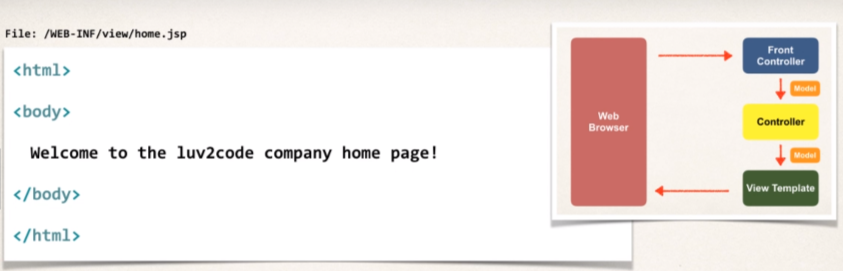 File: /WEB-INF/view/home.jsp
<html>
<body>
Welcome to the luv2code company home page!
</body>
</html>
Web
Browser
Front
Controller
Model
Controller
Model
View Template